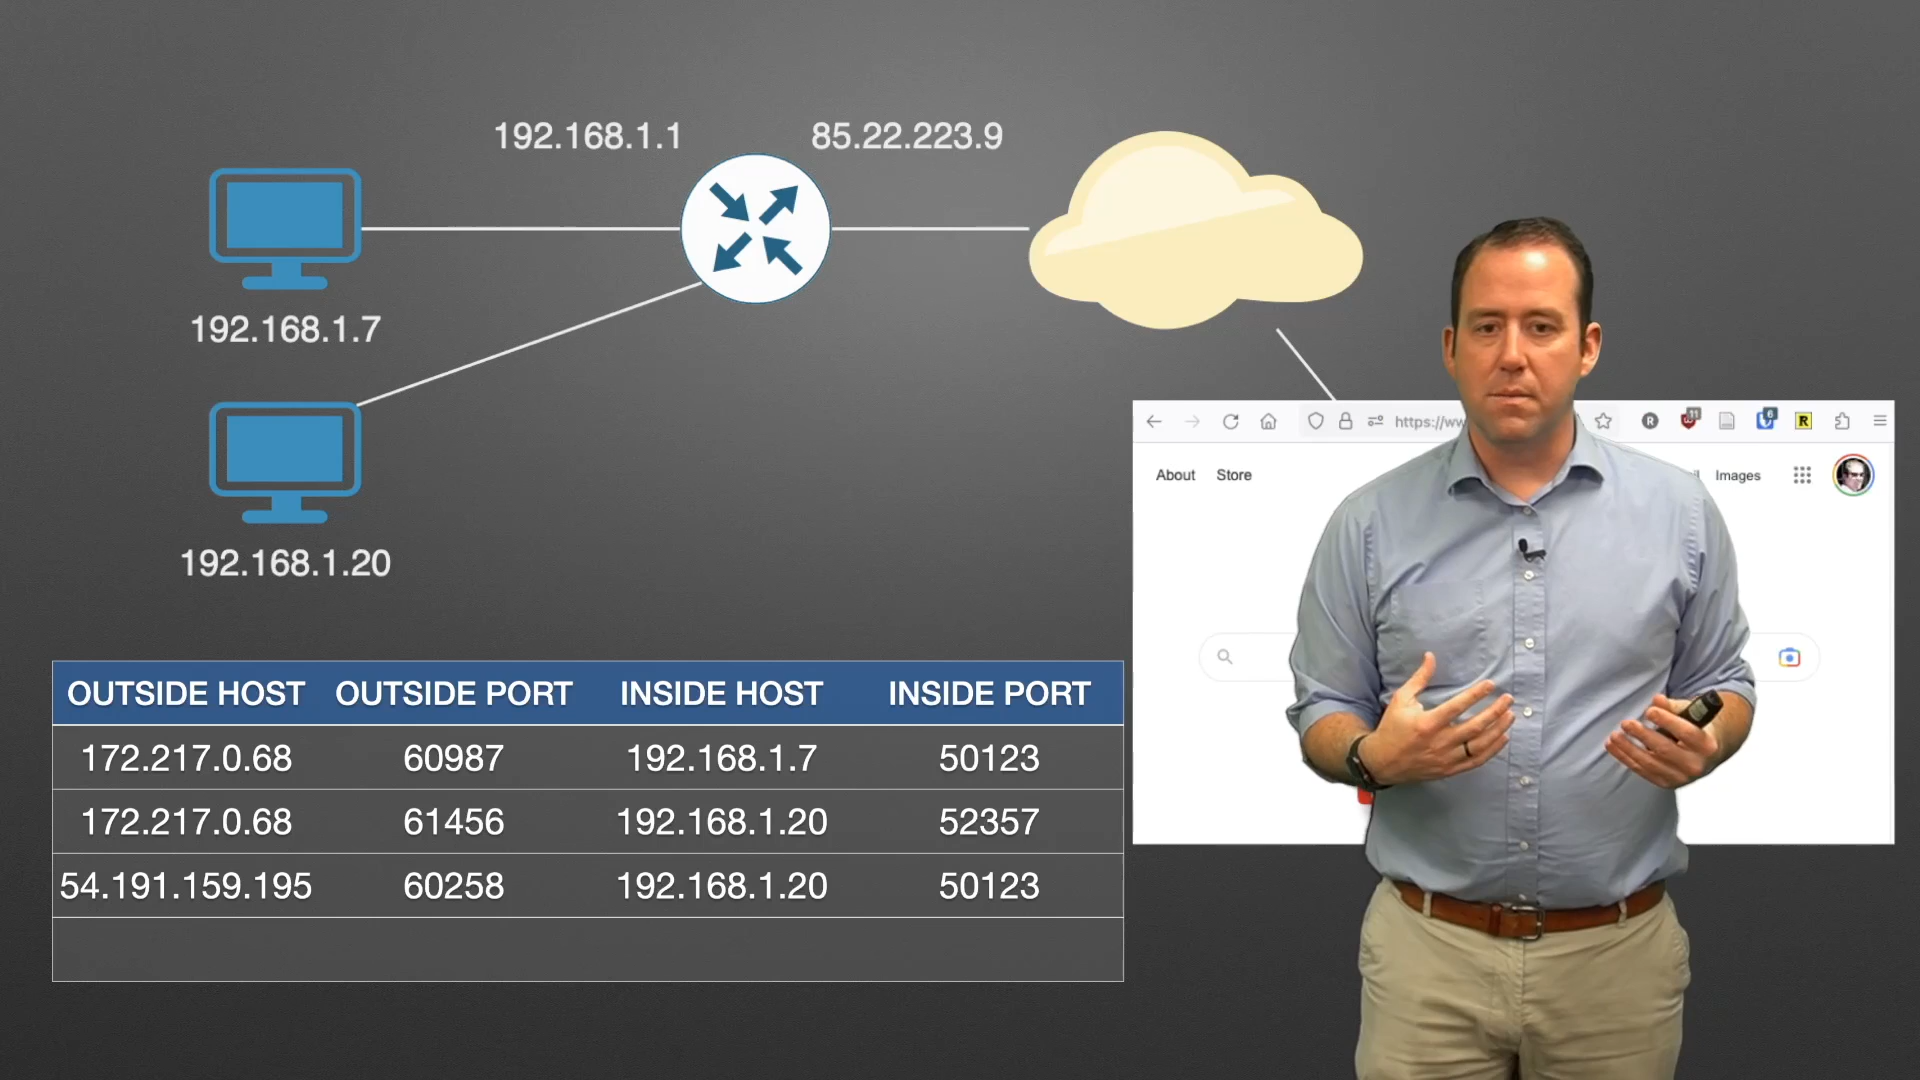 192.168.1.1
85.22.223.9
192.168.1.7
192.168.1.20
https://ww
11
6
R
R
About Store
Images
OUTSIDE HOST OUTSIDE PORT INSIDE HOST INSIDE PORT
172.217.0.68 60987 192.168.1.7 50123
172.217.0.68 61456 192.168.1.20 52357
54.191.159.195 60258 192.168.1.20 50123